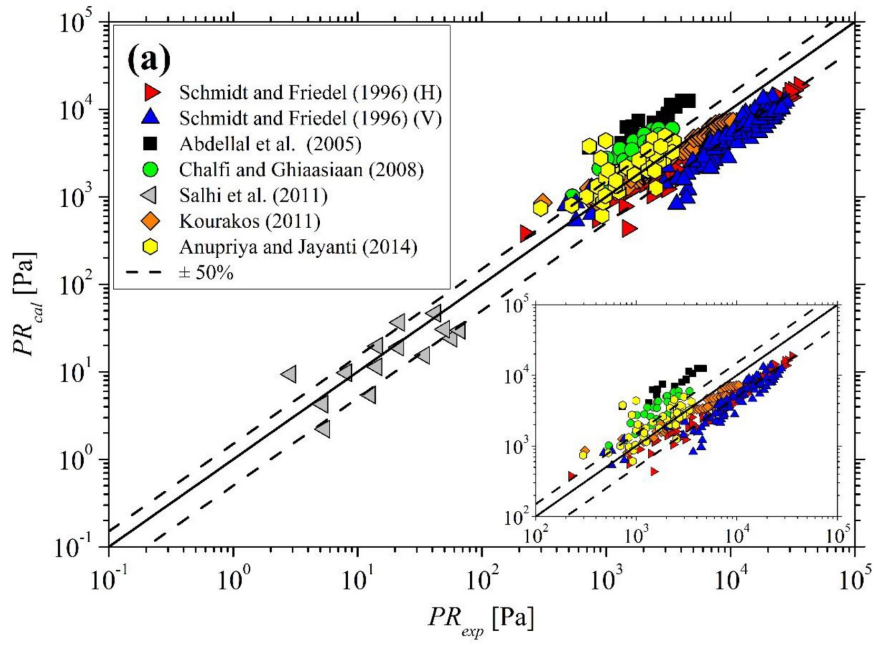 (a)
Schmidt and Friedel (1996) (H)
Schmidt and Friedel (1996) (V)
Abdellal et al. (2005)
Chalfi and Ghiaasiaan (2008)
Salhi et al. (2011)
Kourakos (2011)
Anupriya and Jayanti (2014)
± 50%
PR_cal [Pa]
10^5
10^4
10^3
10^2
10^1
10^0
10^-1
10^-1
10^0
10^1
10^2
10^3
10^4
10^5
PR_exp [Pa]
10^5
10^4
10^3
10^2
10^2
10^3
10^4
10^5